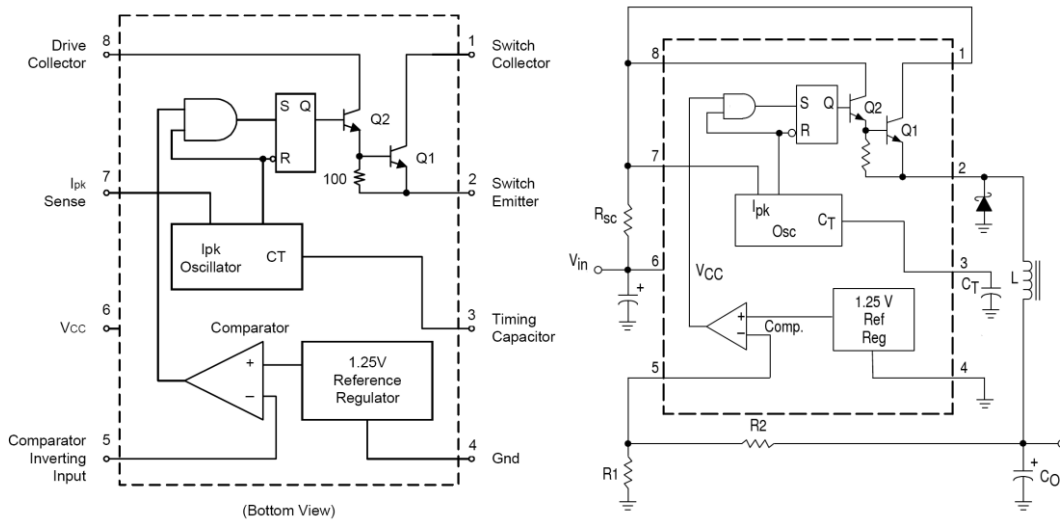 Drive
Collector
8
1
Switch
Collector
S Q
Q2
R
Q1
100
7
Ipk
Sense
2
Switch
Emitter
Ipk
Oscillator
CT
6
Vcc
Comparator
3
Timing
Capacitor
+
−
1.25V
Reference
Regulator
5
Comparator
Inverting
Input
4
Gnd
(Bottom View)
8
1
S Q
Q2
R
Q1
7
2
Rsc
Ipk
Osc
CT
Vin
6
+
VCC
3
CT
L
+
−
Comp.
1.25 V
Ref
Reg
5
4
R2
R1
+
CO